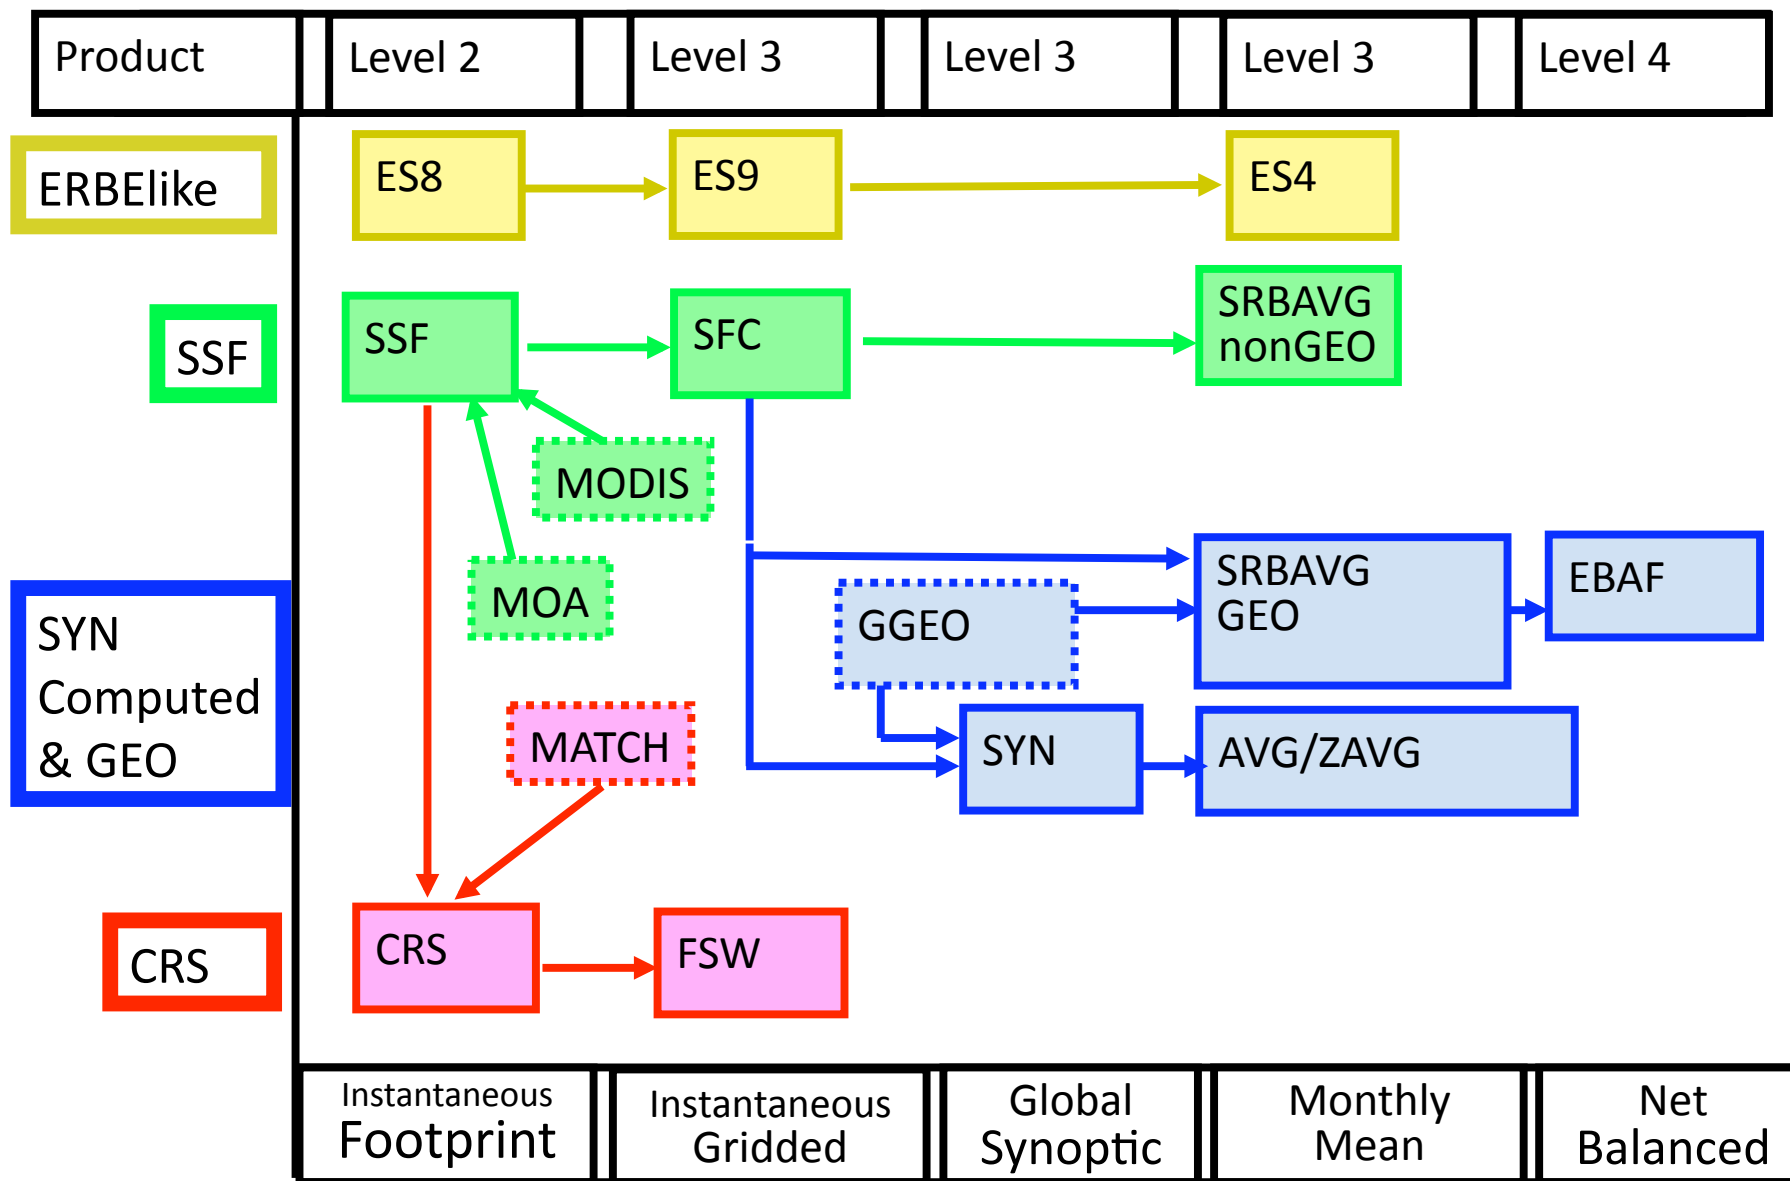 Product
Level 2
Level 3
Level 3
Level 3
Level 4
ERBElike
ES8
ES9
ES4
SSF
SSF
SFC
SRBAVG
nonGEO
MODIS
MOA
SYN
Computed
& GEO
GGEO
SRBAVG
GEO
EBAF
MATCH
SYN
AVG/ZAVG
CRS
CRS
FSW
Instantaneous
Footprint
Instantaneous
Gridded
Global
Synoptic
Monthly
Mean
Net
Balanced